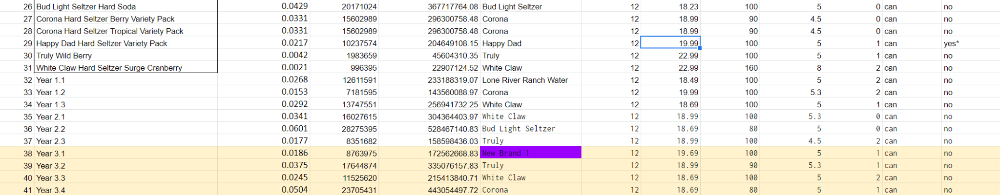 26 Bud Light Seltzer Hard Soda 0.0429 20171024 367717764.08 Bud Light Seltzer 12 18.23 100 5 0 can no
27 Corona Hard Seltzer Berry Variety Pack 0.0331 15602989 296300758.48 Corona 12 18.99 90 4.5 0 can no
28 Corona Hard Seltzer Tropical Variety Pack 0.0331 15602989 296300758.48 Corona 12 18.99 90 4.5 0 can no
29 Happy Dad Hard Seltzer Variety Pack 0.0217 10237574 204649108.15 Happy Dad 12 19.99 100 5 1 can yes*
30 Truly Wild Berry 0.0042 1983659 45604310.35 Truly 12 22.99 100 5 1 can no
31 White Claw Hard Seltzer Surge Cranberry 0.0021 996395 22907124.52 White Claw 12 22.99 160 8 2 can no
32 Year 1.1 0.0268 12611591 233188319.07 Lone River Ranch Water 12 18.49 100 5 2 can no
33 Year 1.2 0.0153 7181595 143560088.97 Corona 12 19.99 100 5.3 2 can no
34 Year 1.3 0.0292 13747551 256941732.25 White Claw 12 18.69 100 5 1 can no
35 Year 2.1 0.0341 16027615 304364403.97 White Claw 12 18.99 100 5.3 0 can no
36 Year 2.2 0.0601 28275395 528467140.83 Bud Light Seltzer 12 18.69 80 5 0 can no
37 Year 2.3 0.0177 8351682 158598436.03 Truly 12 18.99 100 4.5 2 can no
38 Year 3.1 0.0186 8763975 172562668.83 New Brand 1 12 19.69 100 5 1 can no
39 Year 3.2 0.0375 17644874 335076157.83 Truly 12 18.99 90 5.3 1 can no
40 Year 3.3 0.0245 11525620 215413840.71 White Claw 12 18.69 100 5 2 can no
41 Year 3.4 0.0504 23705431 443054497.72 Corona 12 18.69 80 5 1 can no